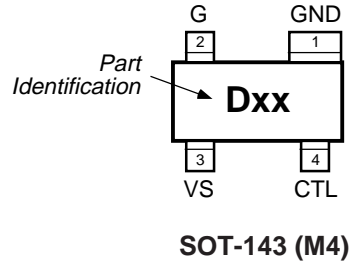 G GND
2 1
Part
Identification
Dxx
3 4
VS CTL
SOT-143 (M4)